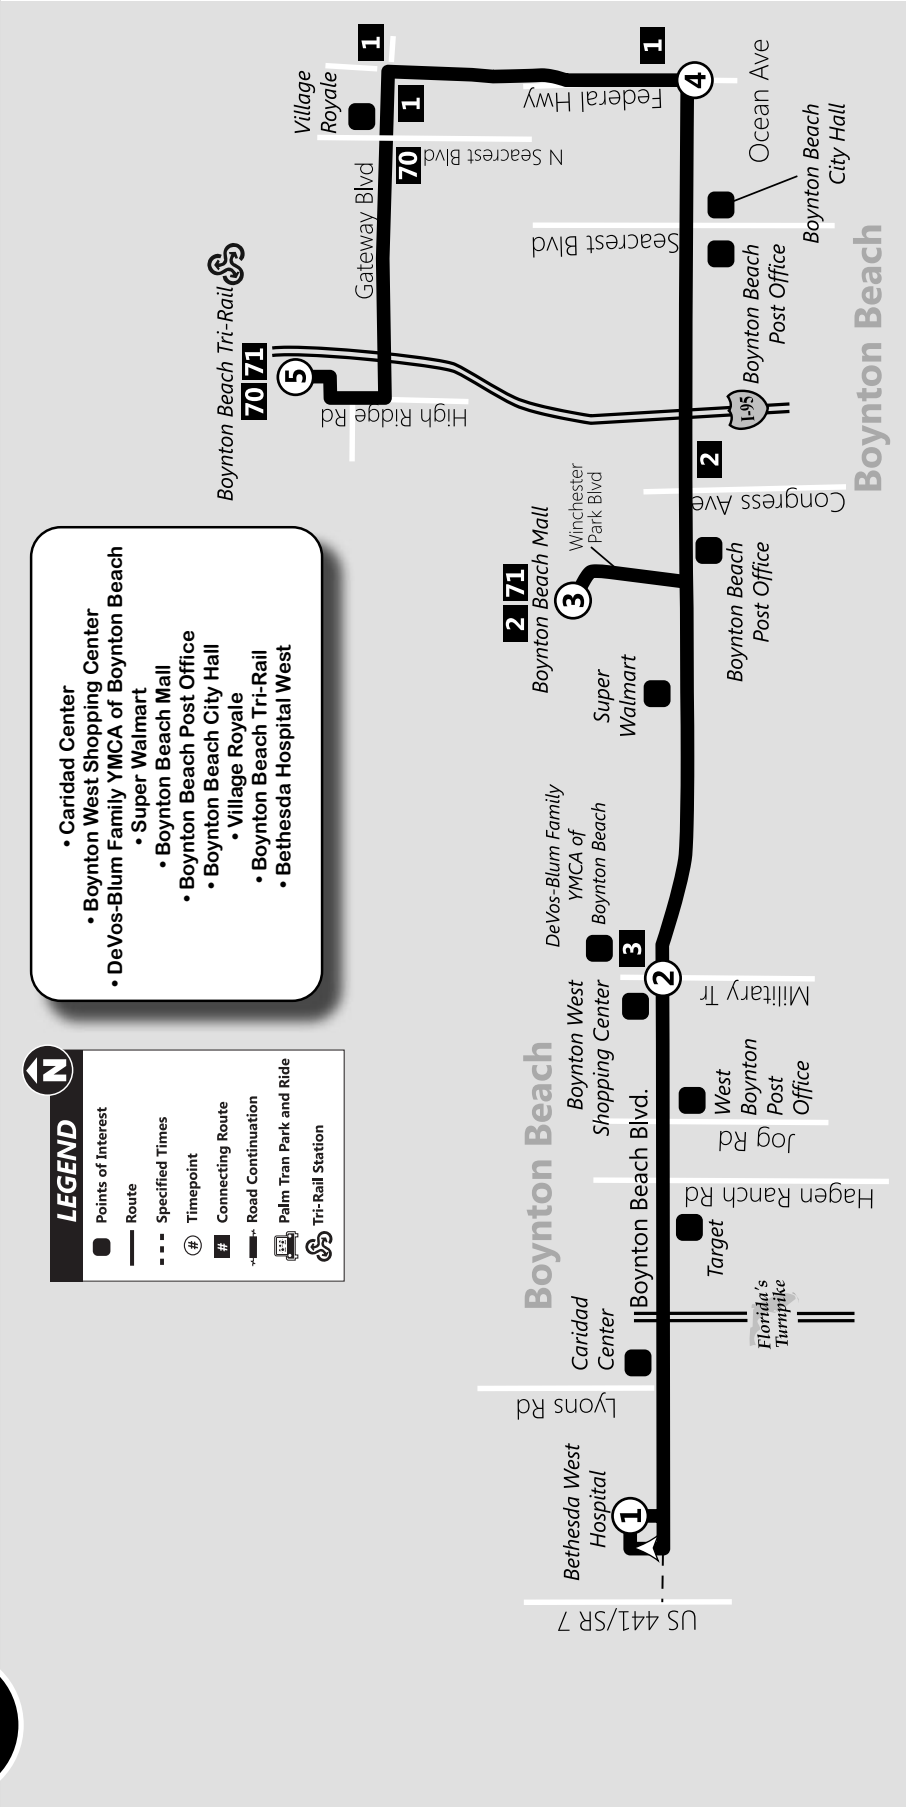 LEGEND
N
Points of Interest
Route
Specified Times
# Timepoint
# Connecting Route
Road Continuation
Palm Tran Park and Ride
Tri-Rail Station
• Caridad Center
• Boynton West Shopping Center
• DeVos-Blum Family YMCA of Boynton Beach
• Super Walmart
• Boynton Beach Mall
• Boynton Beach Post Office
• Boynton Beach City Hall
• Village Royale
• Boynton Beach Tri-Rail
• Bethesda Hospital West
US 441/SR 7
Bethesda West
Hospital
1
Lyons Rd
Caridad
Center
Florida's
Turnpike
Boynton Beach
Boynton Beach Blvd.
Target
Hagen Ranch Rd
Jog Rd
West
Boynton
Post
Office
Boynton West
Shopping Center
Military Tr
2
3
DeVos-Blum Family
YMCA of
Boynton Beach
Super
Walmart
2 71
Boynton Beach Mall
3
Winchester
Park Blvd
Boynton Beach
Post Office
Congress Ave
2
I-95
Boynton Beach
Boynton Beach Tri-Rail
70 71
5
High Ridge Rd
Gateway Blvd
Boynton Beach
Post Office
Seacrest Blvd
Boynton Beach
City Hall
Ocean Ave
70
N Seacrest Blvd
Village
Royale
1
1
Federal Hwy
1
4